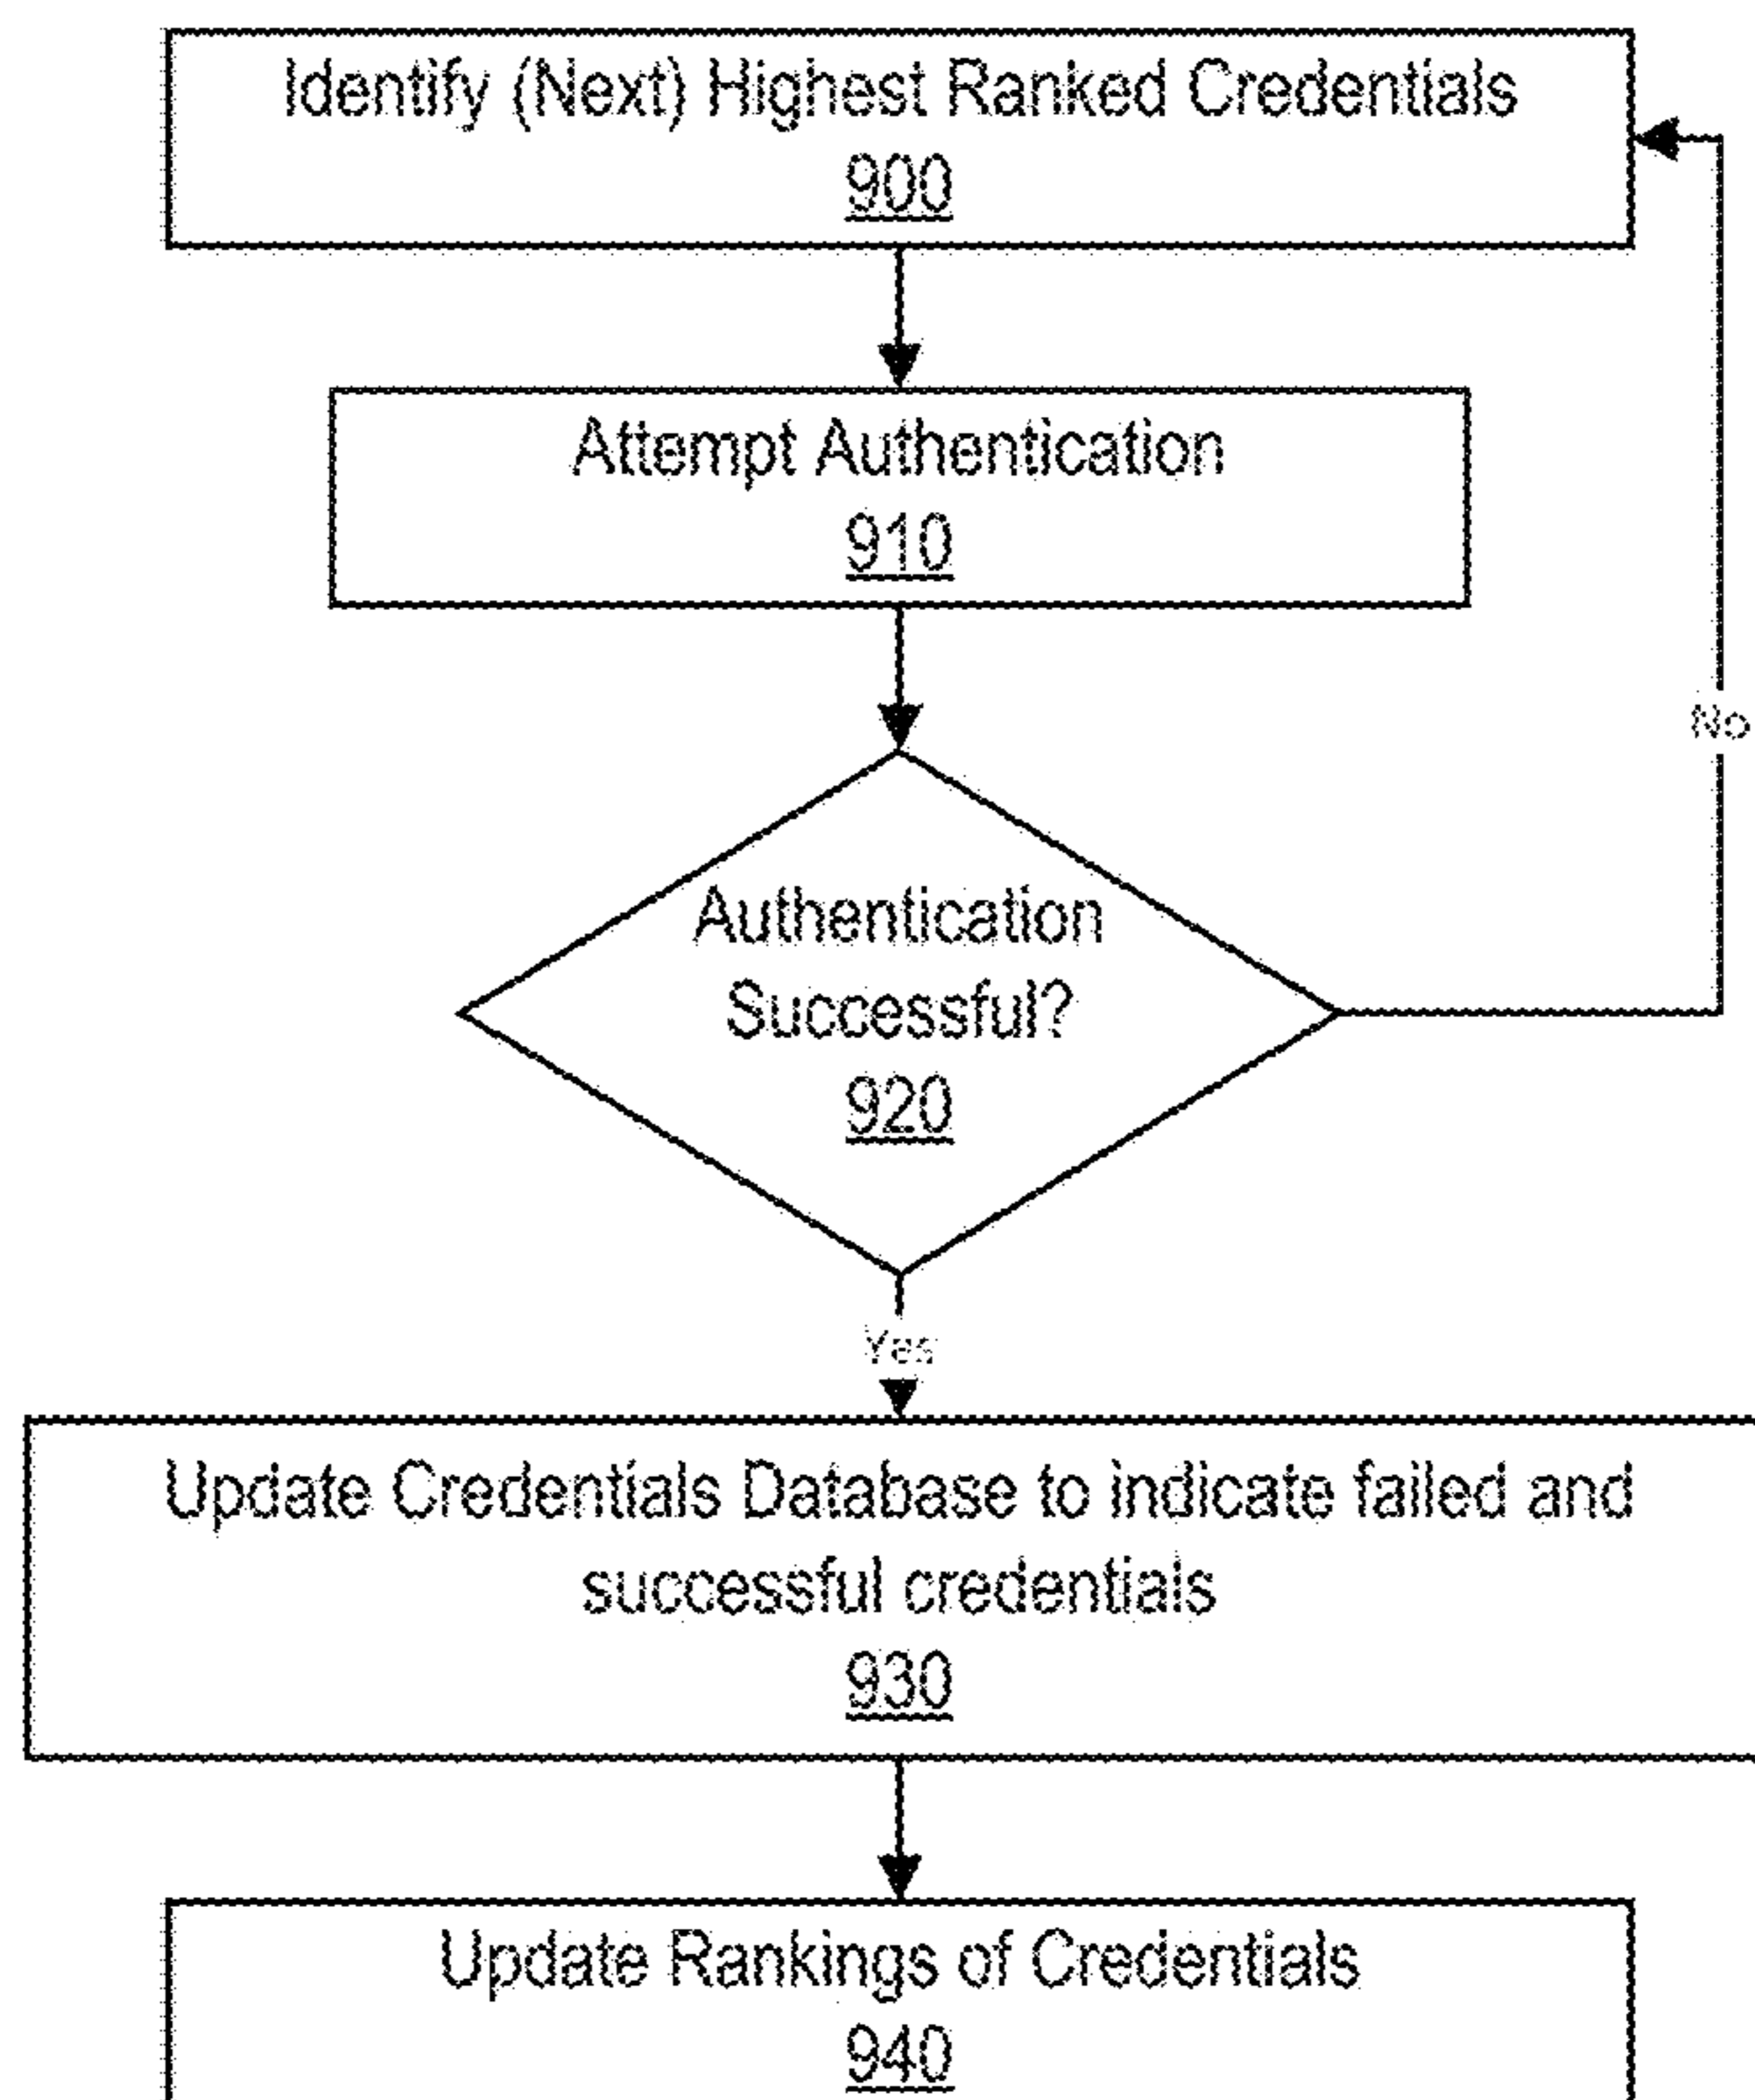 Identify (Next) Highest Ranked Credentials
900
Attempt Authentication
910
No
Authentication
Successful?
920
Yes
Update Credentials Database to indicate failed and
successful credentials
930
Update Rankings of Credentials
940